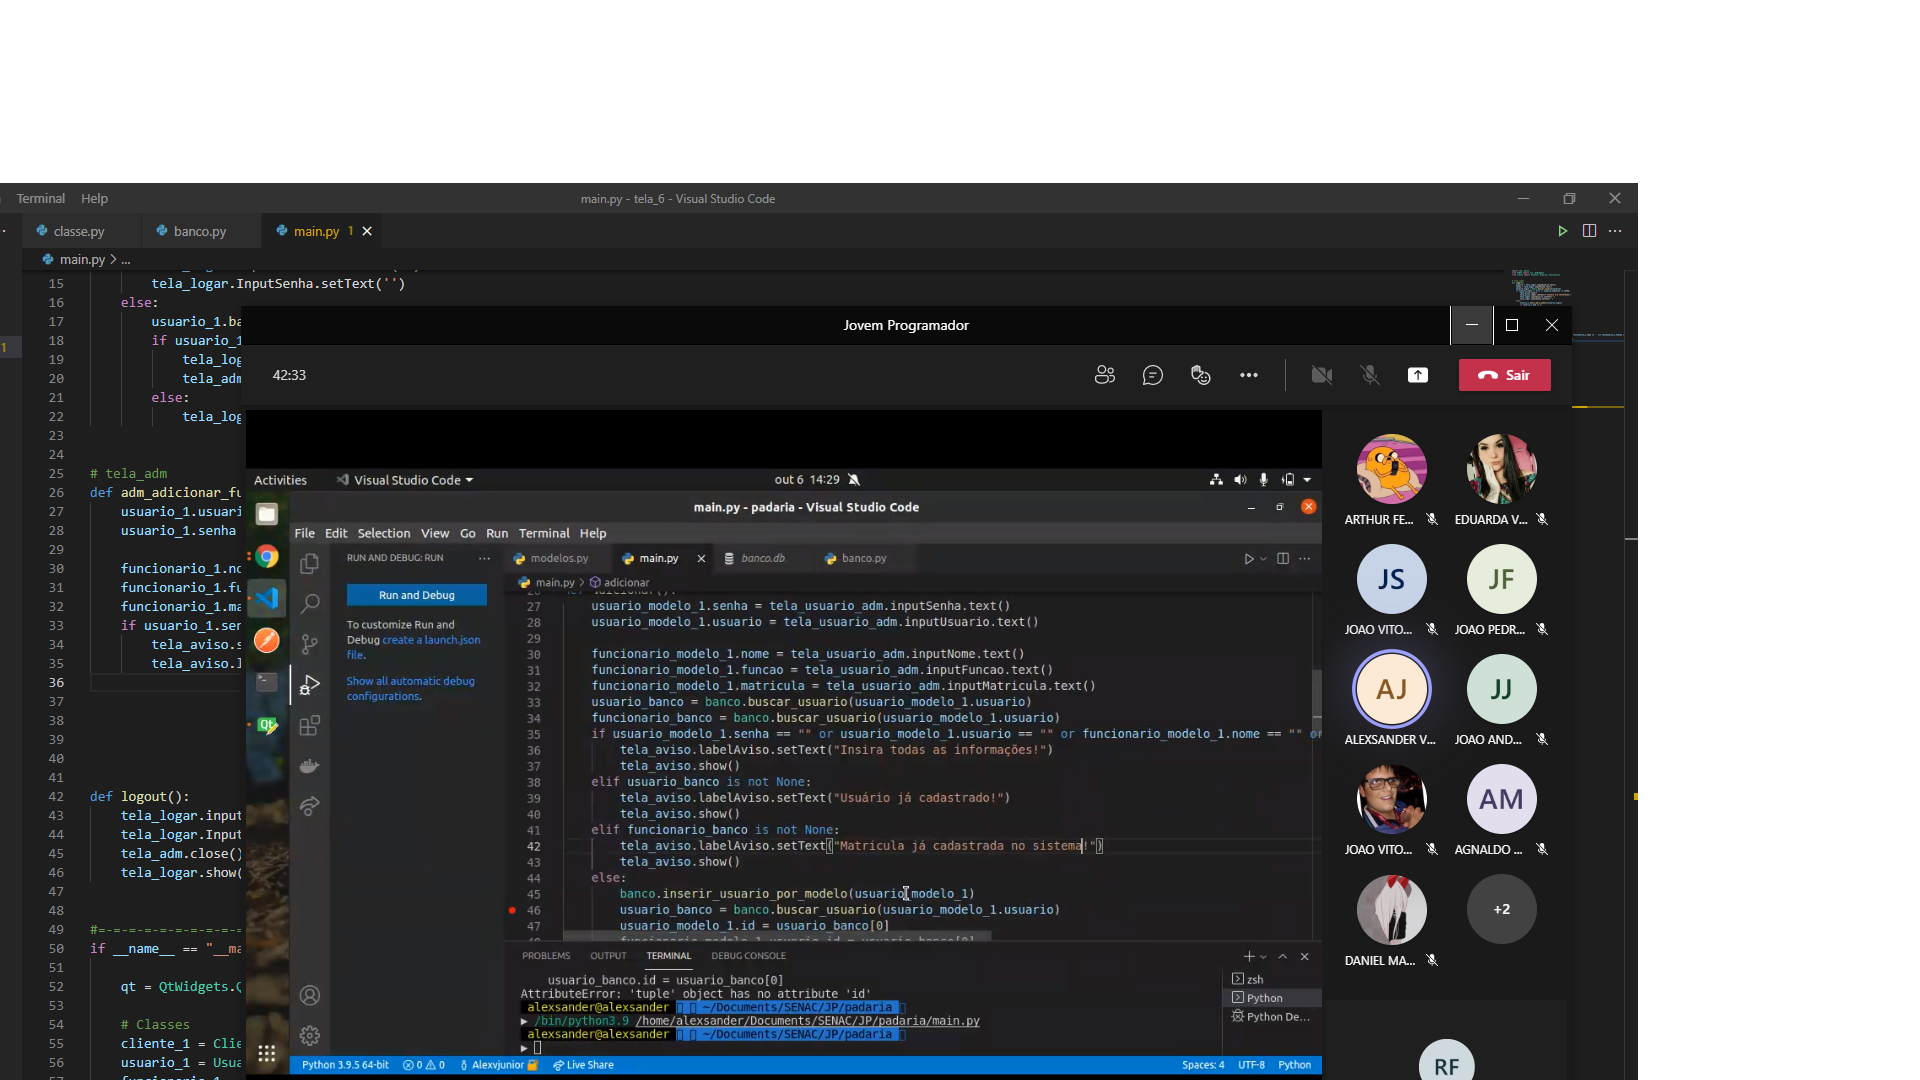 Terminal Help
main.py - tela_6 - Visual Studio Code
classe.py banco.py main.py 1
main.py > ...
15 tela_logar.InputSenha.setText('')
16 else:
17 usuario_1.ba
18 if usuario_1
19 tela_log
20 tela_adm
21 else:
22 tela_log
23
24
25 # tela_adm
26 def adm_adicionar_fu
27 usuario_1.usuari
28 usuario_1.senha
29
30 funcionario_1.no
31 funcionario_1.fu
32 funcionario_1.ma
33 if usuario_1.sen
34 tela_aviso.s
35 tela_aviso.l
36
37
38
39
40
41
42 def logout():
43 tela_logar.input
44 tela_logar.Input
45 tela_adm.close()
46 tela_logar.show(
47
48
49 #=-=-=-=-=-=-=-=-=-=
50 if __name__ == "__ma
51
52 qt = QtWidgets.Q
53
54 # Classes
55 cliente_1 = Clie
56 usuario_1 = Usua
57
1
Jovem Programador
42:33
Sair
Activities Visual Studio Code out 6 14:29
main.py - padaria - Visual Studio Code
File Edit Selection View Go Run Terminal Help
RUN AND DEBUG: RUN ...
modelos.py main.py banco.db banco.py
main.py > adicionar
Run and Debug
To customize Run and
Debug create a launch.json
file.
Show all automatic debug
configurations.
27 usuario_modelo_1.senha = tela_usuario_adm.inputSenha.text()
28 usuario_modelo_1.usuario = tela_usuario_adm.inputUsuario.text()
29
30 funcionario_modelo_1.nome = tela_usuario_adm.inputNome.text()
31 funcionario_modelo_1.funcao = tela_usuario_adm.inputFuncao.text()
32 funcionario_modelo_1.matricula = tela_usuario_adm.inputMatricula.text()
33 usuario_banco = banco.buscar_usuario(usuario_modelo_1.usuario)
34 funcionario_banco = banco.buscar_usuario(usuario_modelo_1.usuario)
35 if usuario_modelo_1.senha == "" or usuario_modelo_1.usuario == "" or funcionario_modelo_1.nome == "" or
36 tela_aviso.labelAviso.setText("Insira todas as informações!")
37 tela_aviso.show()
38 elif usuario_banco is not None:
39 tela_aviso.labelAviso.setText("Usuário já cadastrado!")
40 tela_aviso.show()
41 elif funcionario_banco is not None:
42 tela_aviso.labelAviso.setText("Matricula já cadastrada no sistema!")
43 tela_aviso.show()
44 else:
45 banco.inserir_usuario_por_modelo(usuario_modelo_1)
46 usuario_banco = banco.buscar_usuario(usuario_modelo_1.usuario)
47 usuario_modelo_1.id = usuario_banco[0]
PROBLEMS OUTPUT TERMINAL DEBUG CONSOLE
usuario_banco.id = usuario_banco[0]
AttributeError: 'tuple' object has no attribute 'id'
alexsander@alexsander ~/Documents/SENAC/JP/padaria
/bin/python3.9 /home/alexsander/Documents/SENAC/JP/padaria/main.py
alexsander@alexsander ~/Documents/SENAC/JP/padaria
zsh
Python
Python De...
Python 3.9.5 64-bit 0 0 Alexvjunior Live Share Spaces: 4 UTF-8 Python
ARTHUR FE... EDUARDA V...
JS JF
JOAO VITO... JOAO PEDR...
AJ JJ
ALEXSANDER V... JOAO AND...
AM
JOAO VITO... AGNALDO ...
+2
DANIEL MA...
RF